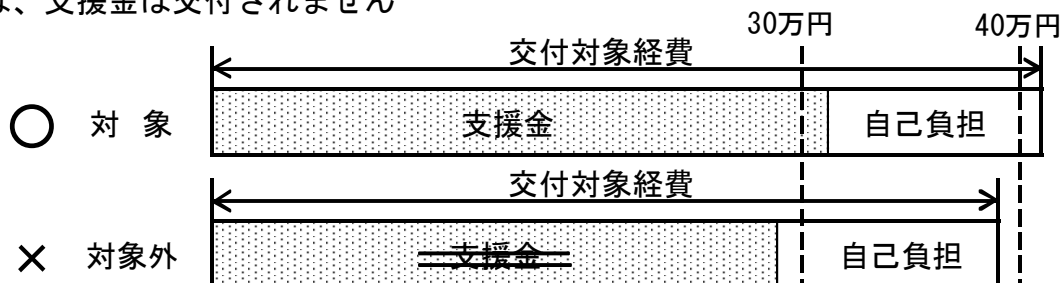 は、支援金は交付されません
30万円 40万円
交付対象経費
○ 対象 支援金 自己負担
交付対象経費
× 対象外 支援金 自己負担